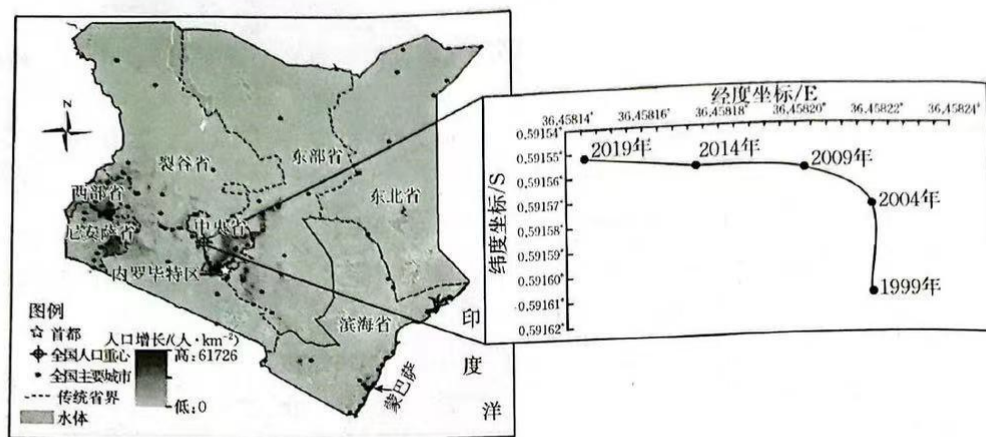 N
裂谷省
东部省
东北省
西部省
尼安萨省
中央省
内罗毕特区
滨海省
蒙巴萨
印
度
洋
图例
首都
全国人口重心
全国主要城市
传统省界
水体
人口增长/(人·km⁻²)
高:61726
低:0
经度坐标/E
36.45814° 36.45816° 36.45818° 36.45820° 36.45822° 36.45824°
纬度坐标/S
0.59154°
0.59155°
0.59156°
0.59157°
0.59158°
0.59159°
0.59160°
0.59161°
0.59162°
2019年
2014年
2009年
2004年
1999年